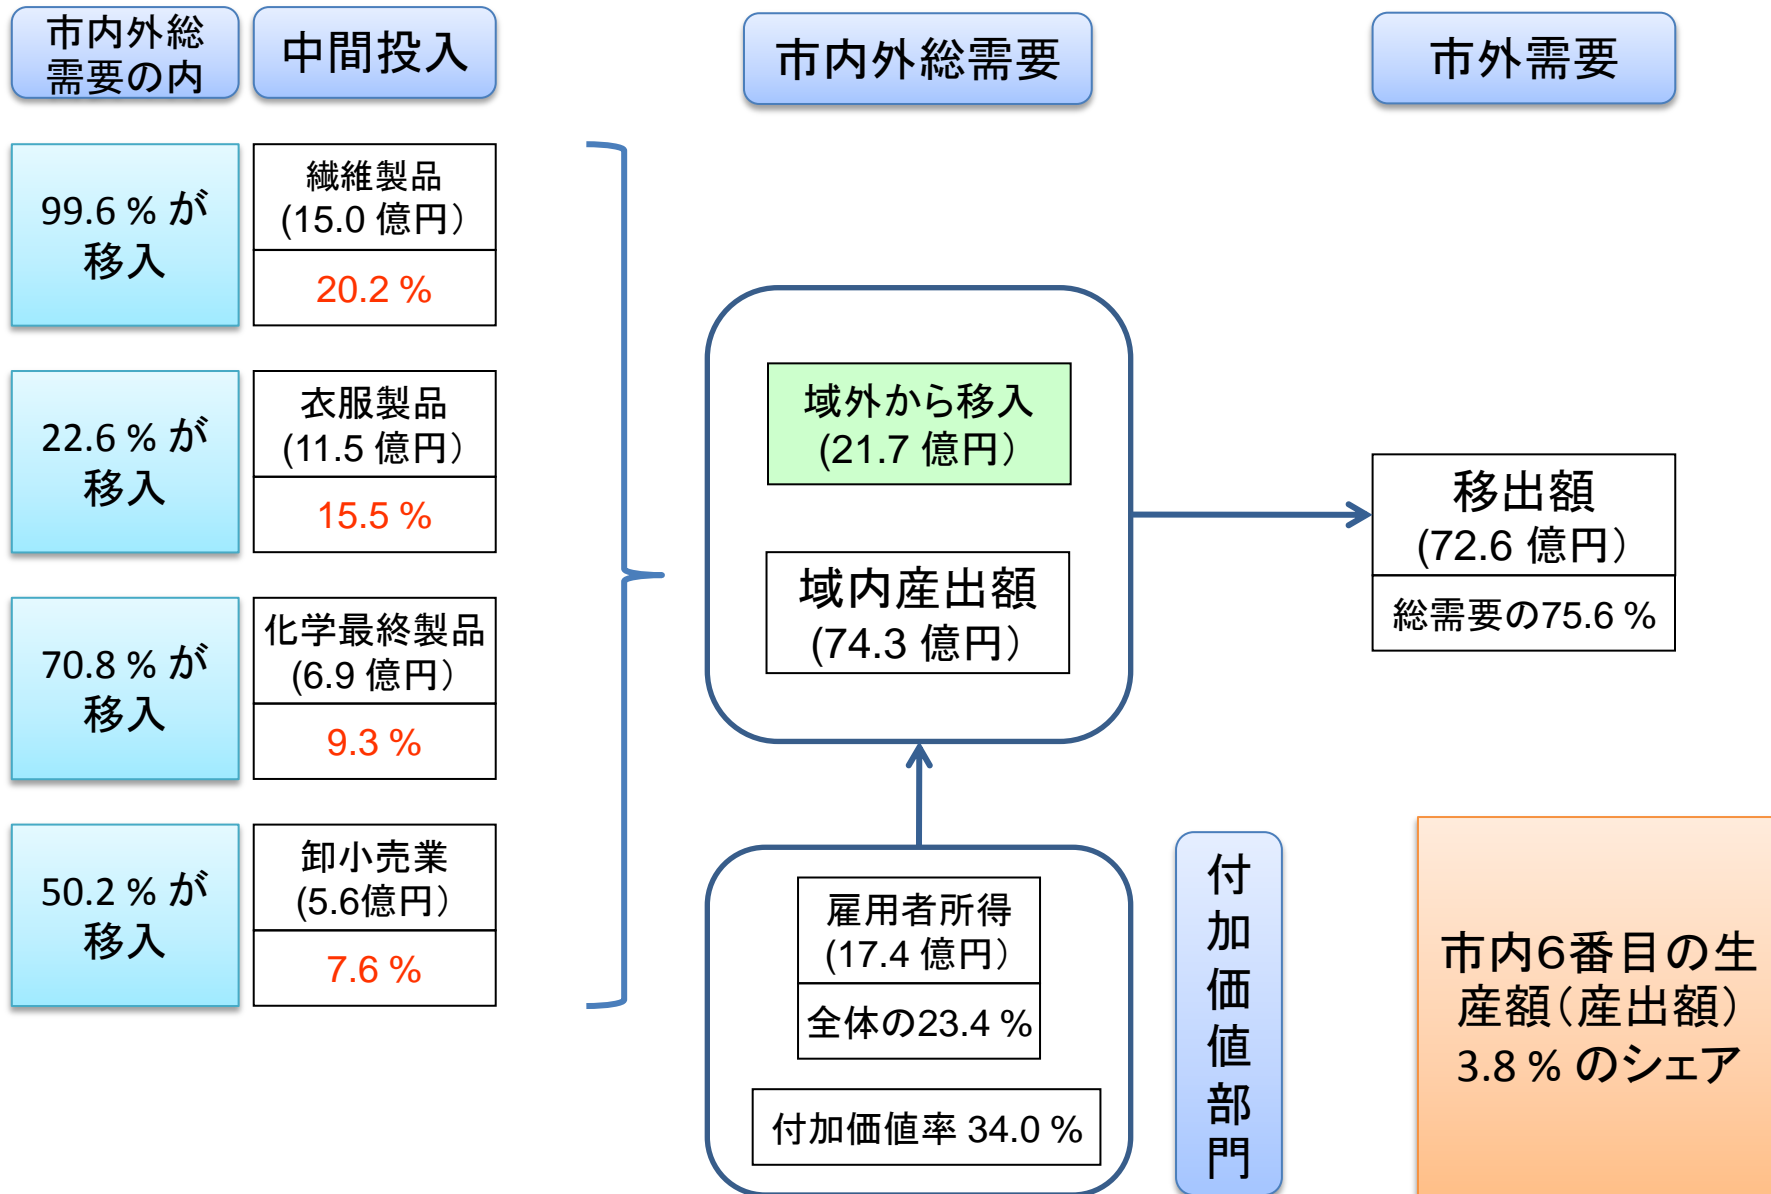 市内外総
需要の内
中間投入
市内外総需要
市外需要
99.6 % が
移入
繊維製品
(15.0 億円）
20.2 %
22.6 % が
移入
衣服製品
(11.5 億円）
15.5 %
70.8 % が
移入
化学最終製品
(6.9 億円）
9.3 %
50.2 % が
移入
卸小売業
(5.6億円）
7.6 %
域外から移入
(21.7 億円）
域内産出額
(74.3 億円）
移出額
(72.6 億円）
総需要の75.6 %
雇用者所得
(17.4 億円）
全体の23.4 %
付加価値率 34.0 %
付加価値部門
市内６番目の生
産額（産出額）
3.8 % のシェア